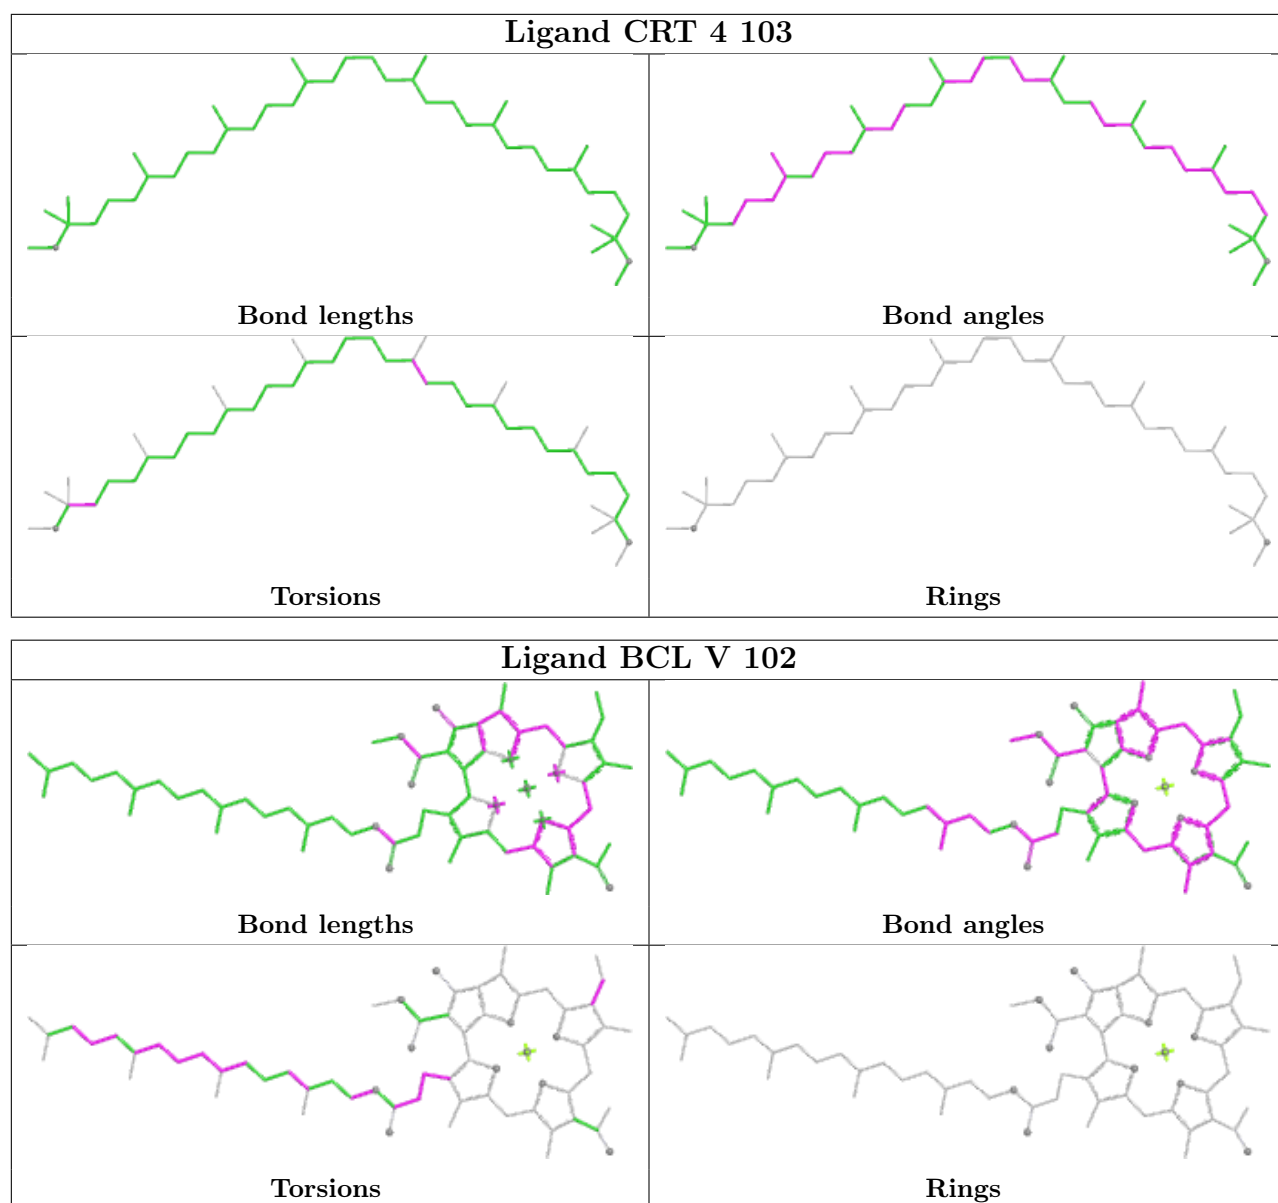 Ligand CRT 4 103
Bond lengths
Bond angles
Torsions
Rings
Ligand BCL V 102
Bond lengths
Bond angles
Torsions
Rings